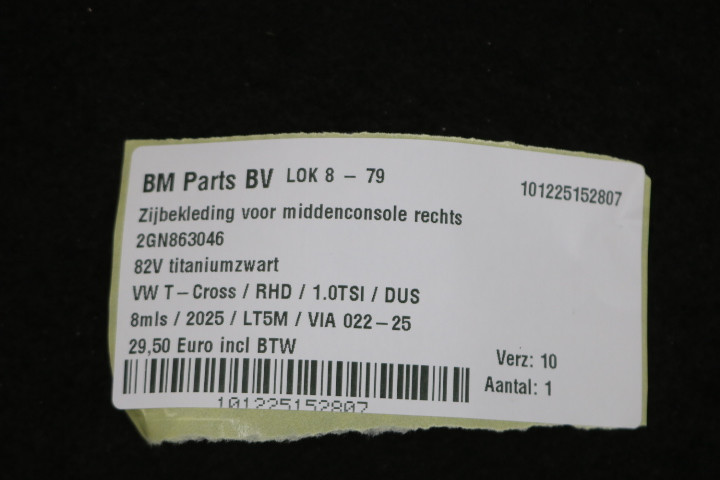 BM Parts BV LOK 8 - 79
101225152807
Zijbekleding voor middenconsole rechts
2GN863046
82V titaniumzwart
VW T-Cross / RHD / 1.0TSI / DUS
8mls / 2025 / LT5M / VIA 022-25
29,50 Euro incl BTW
Verz: 10
Aantal: 1
101225152807